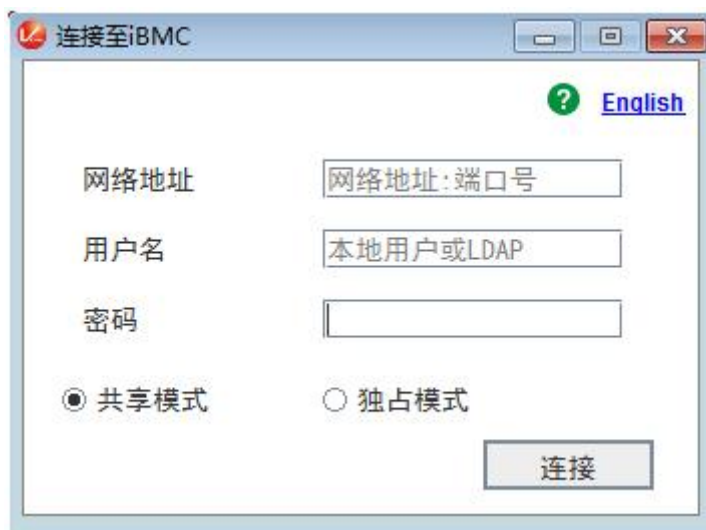 连接至iBMC
English
网络地址 网络地址:端口号
用户名 本地用户或LDAP
密码
共享模式 独占模式
连接